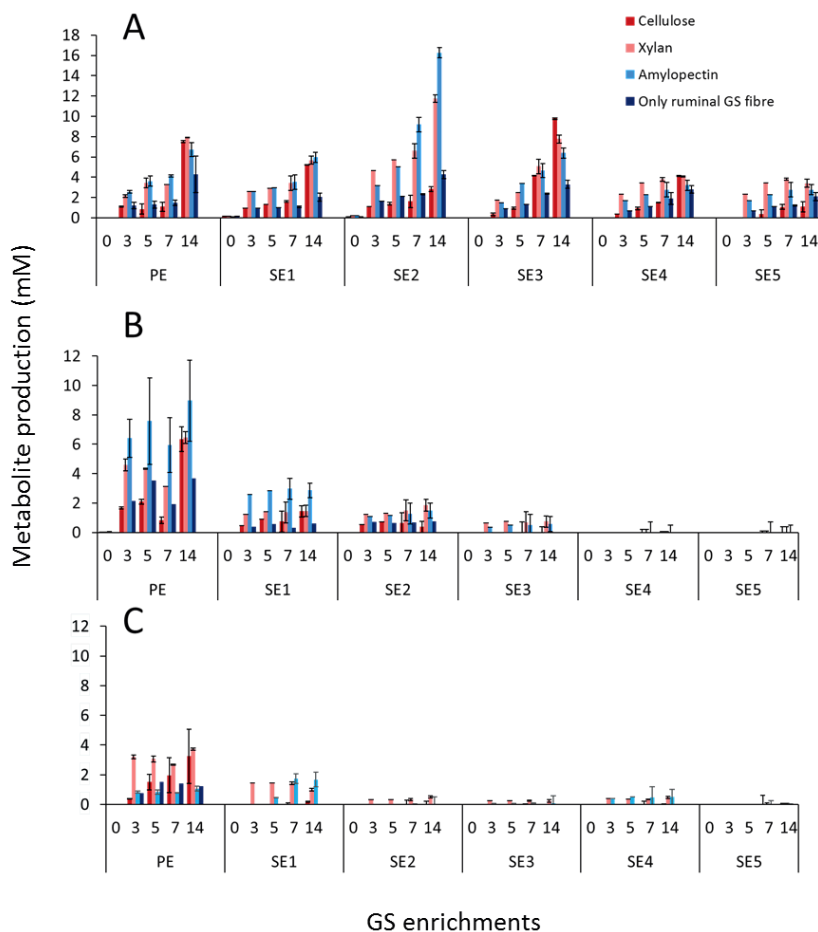 A
Cellulose
Xylan
Amylopectin
Only ruminal GS fibre
18
16
14
12
10
8
6
4
2
0
0 3 5 7 14 0 3 5 7 14 0 3 5 7 14 0 3 5 7 14 0 3 5 7 14 0 3 5 7 14
PE SE1 SE2 SE3 SE4 SE5
Metabolite production (mM)
B
12
10
8
6
4
2
0
0 3 5 7 14 0 3 5 7 14 0 3 5 7 14 0 3 5 7 14 0 3 5 7 14 0 3 5 7 14
PE SE1 SE2 SE3 SE4 SE5
C
12
10
8
6
4
2
0
0 3 5 7 14 0 3 5 7 14 0 3 5 7 14 0 3 5 7 14 0 3 5 7 14 0 3 5 7 14
PE SE1 SE2 SE3 SE4 SE5
GS enrichments